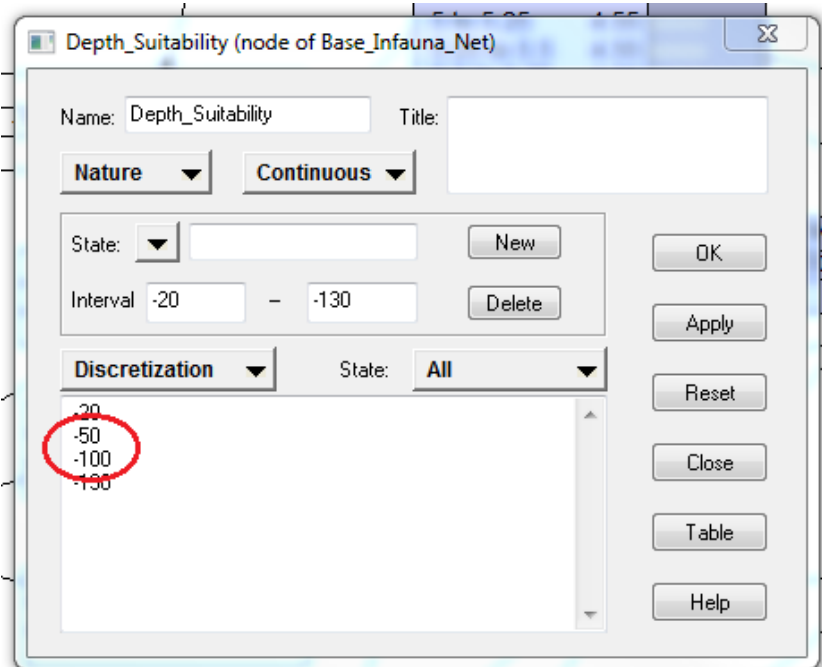 Depth_Suitability (node of Base_Infauna_Net)
Name: Depth_Suitability Title:
Nature Continuous
State: New
Interval -20 – -130 Delete
OK
Apply
Discretization State: All
Reset
-20
-50
-100
-130
Close
Table
Help